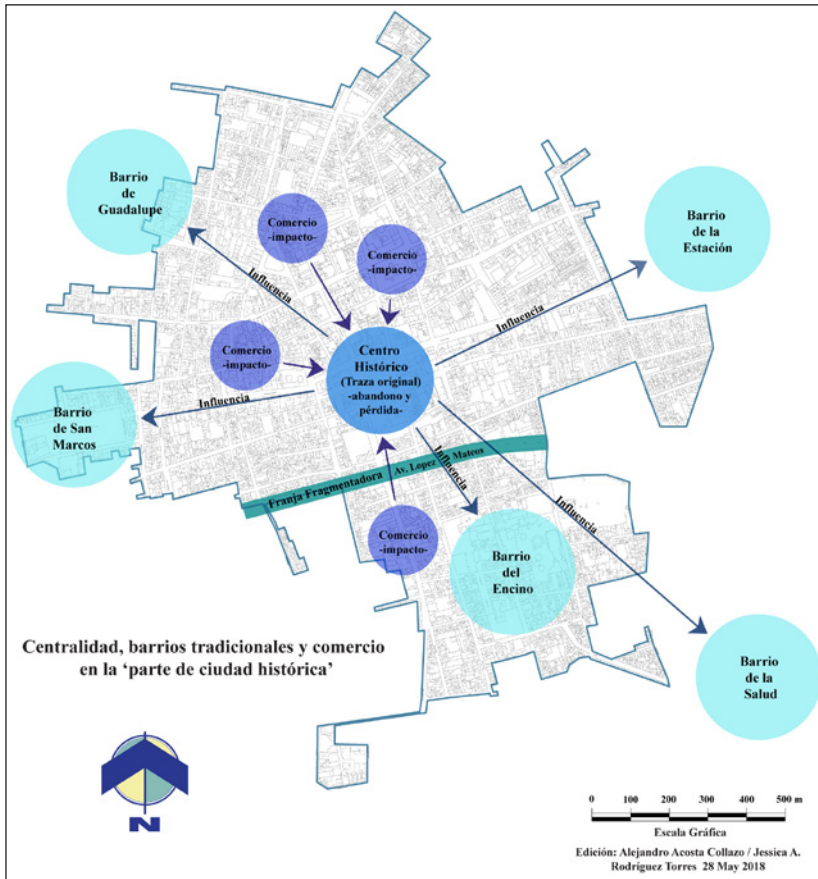 Barrio
de
Guadalupe
Comercio
-impacto-
Comercio
-impacto-
Barrio
de la
Estación
Influencia
Influencia
Comercio
-impacto-
Centro
Histórico
(Traza original)
-abandono y
pérdida-
Influencia
Barrio
de San
Marcos
Franja Fragmentadora
Av. Lopez Mateos
Influencia
Influencia
Comercio
-impacto-
Barrio
del
Encino
Centralidad, barrios tradicionales y comercio
en la ‘parte de ciudad histórica’
Barrio
de la
Salud
N
0 100 200 300 400 500 m
Escala Gráfica
Edición: Alejandro Acosta Collazo / Jessica A.
Rodríguez Torres 28 May 2018